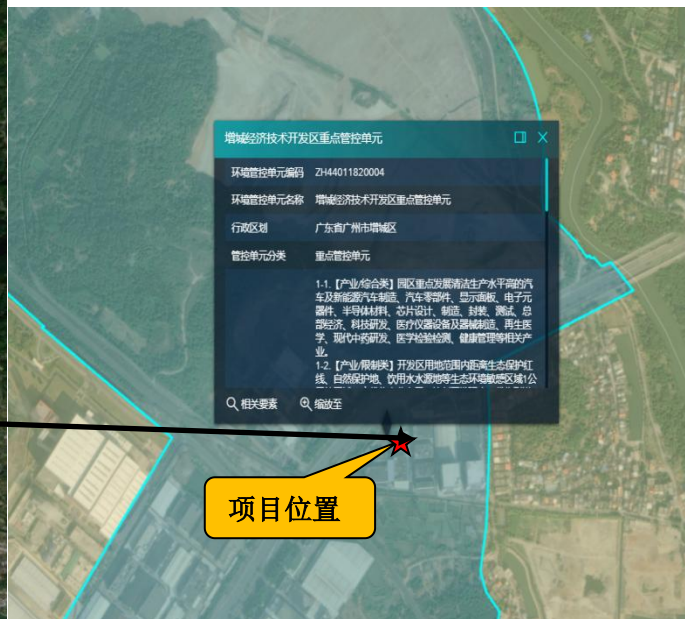 增城经济技术开发区重点管控单元
环境管控单元编码 ZH44011820004
环境管控单元名称 增城经济技术开发区重点管控单元
行政区划 广东省广州市增城区
管控单元分类 重点管控单元
1-1.【产业/综合类】园区重点发展清洁生产水平高的汽
车及新能源汽车制造、汽车零部件、显示面板、电子元
器件、半导体材料、芯片设计、制造、封装、测试、总
部经济、科技研发、医疗仪器设备及器械制造、再生医
学、现代中药研发、医学检验检测、健康管理等相关产
业。
1-2.【产业/限制类】开发区用地范围内距离生态保护红
线、自然保护地、饮用水水源地等生态环境敏感区域1公
相关要素 缩放至
项目位置